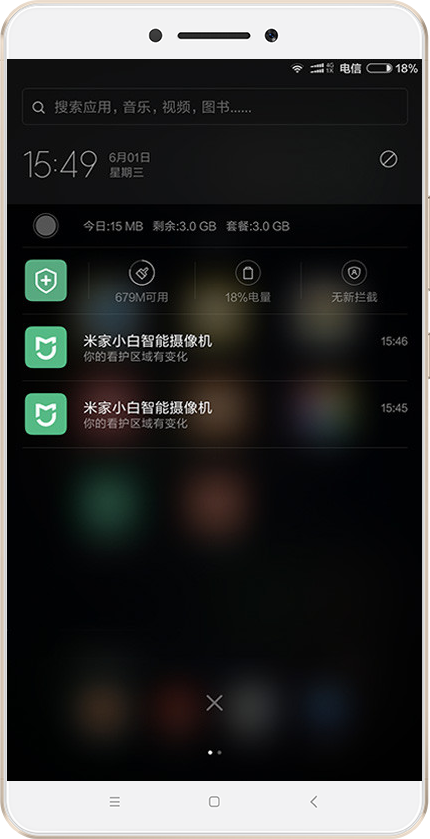 4G
1X
电信
18%
搜索应用，音乐，视频，图书......
15:49
6月01日
星期三
今日:15 MB 剩余:3.0 GB 套餐:3.0 GB
679M可用
18%电量
无新拦截
米家小白智能摄像机
15:46
你的看护区域有变化
米家小白智能摄像机
15:45
你的看护区域有变化